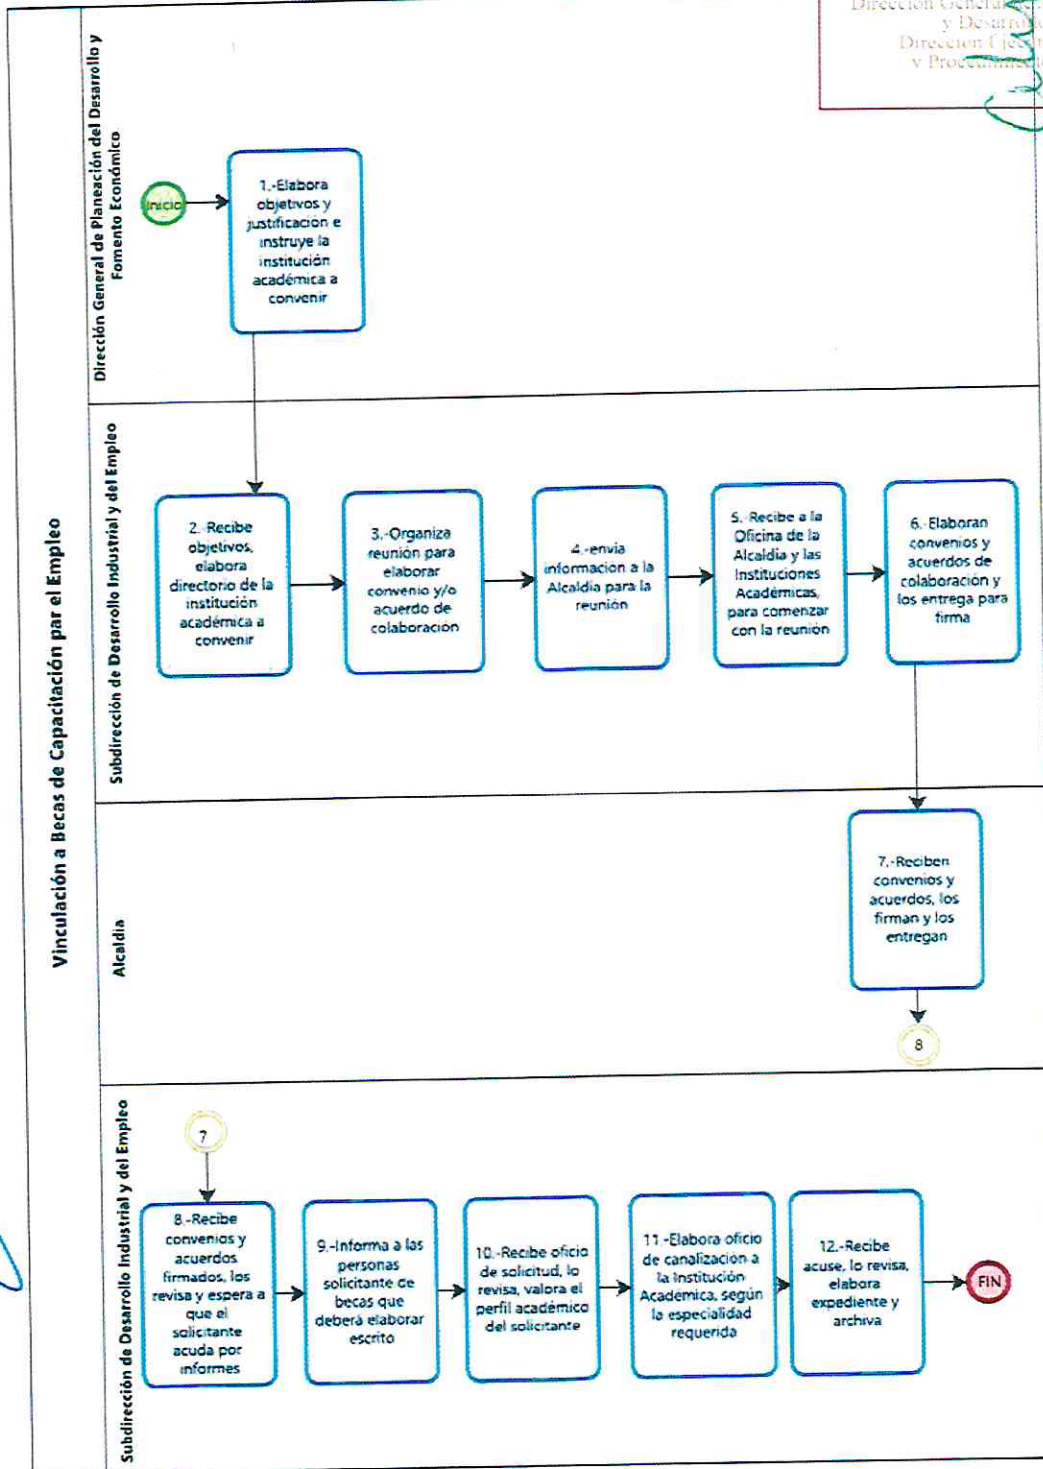 Vinculación a Becas de Capacitación par el Empleo
Dirección General de Planeación del Desarrollo y
Fomento Económico
Inicio
1.-Elabora
objetivos y
justificación e
instruye la
institución
académica a
convenir
Subdirección de Desarrollo Industrial y del Empleo
2.-Recibe
objetivos,
elabora
directorio de la
institución
académica a
convenir
3.-Organiza
reunión para
elaborar
convenio y/o
acuerdo de
colaboración
4.-envia
información a la
Alcaldia para la
reunión
5.-Recibe a la
Oficina de la
Alcaldia y las
Instituciones
Académicas,
para comenzar
con la reunión
6.-Elaboran
convenios y
acuerdos de
colaboración y
los entrega para
firma
Alcaldia
7.-Reciben
convenios y
acuerdos, los
firman y los
entregan
8
Subdirección de Desarrollo Industrial y del Empleo
7
8.-Recibe
convenios y
acuerdos
firmados, los
revisa y espera a
que el
solicitante
acuda por
informes
9.-Informa a las
personas
solicitante de
becas que
deberá elaborar
escrito
10.-Recibe oficio
de solicitud, lo
revisa, valora el
perfil académico
del solicitante
11-Elabora oficio
de canalización a
la Institución
Académica, según
la especialidad
requerida
12.-Recibe
acuse, lo revisa,
elabora
expediente y
archiva
FIN
Dirección General
y Desarrollo
Dirección
y